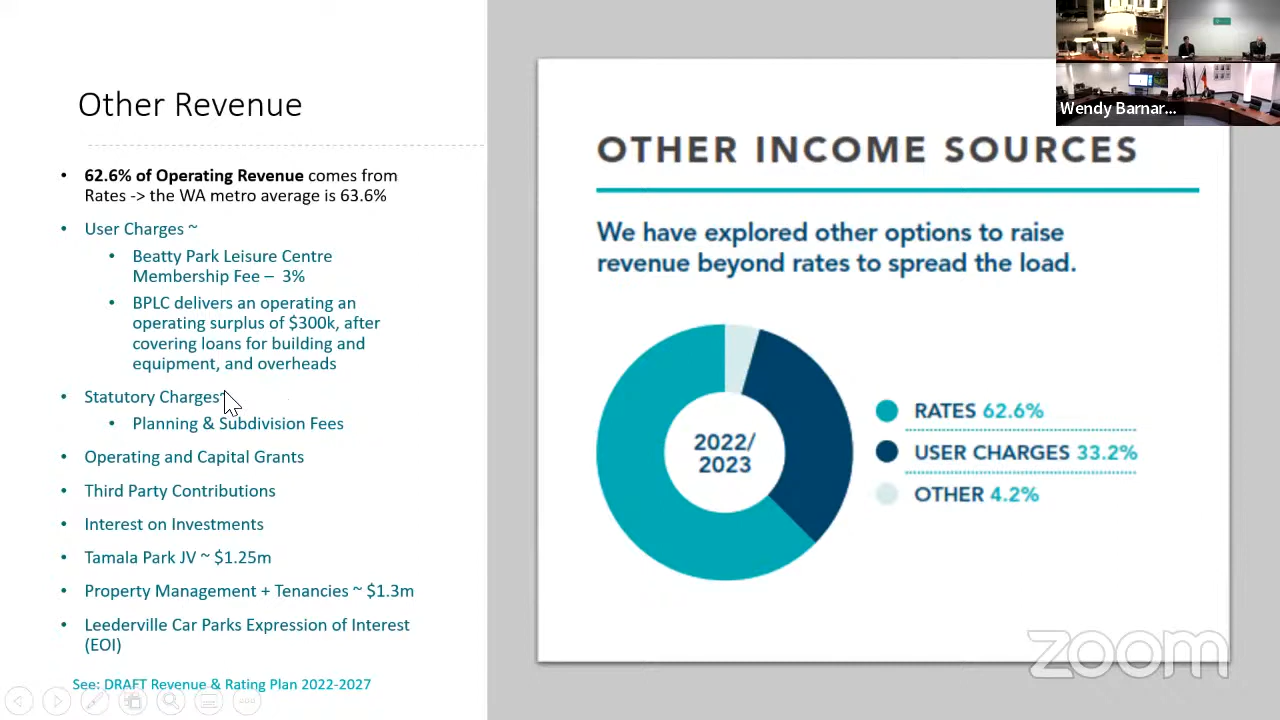 Other Revenue
62.6% of Operating Revenue comes from
Rates -> the WA metro average is 63.6%
User Charges ~
Beatty Park Leisure Centre
Membership Fee – 3%
BPLC delivers an operating an
operating surplus of $300k, after
covering loans for building and
equipment, and overheads
Statutory Charges~
Planning & Subdivision Fees
Operating and Capital Grants
Third Party Contributions
Interest on Investments
Tamala Park JV ~ $1.25m
Property Management + Tenancies ~ $1.3m
Leederville Car Parks Expression of Interest
(EOI)
See: DRAFT Revenue & Rating Plan 2022-2027
Wendy Barnar...
OTHER INCOME SOURCES
We have explored other options to raise
revenue beyond rates to spread the load.
2022/
2023
RATES 62.6%
USER CHARGES 33.2%
OTHER 4.2%
zoom